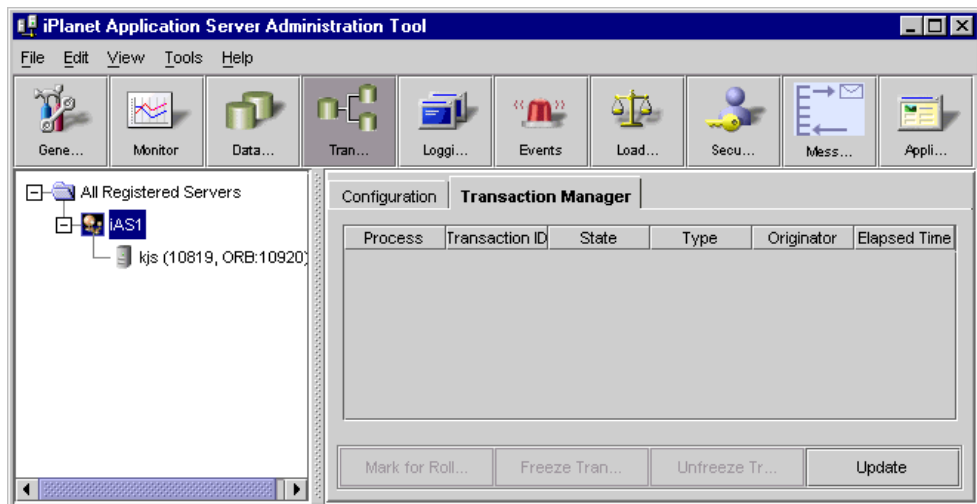 iPlanet Application Server Administration Tool
File Edit View Tools Help
Gene... Monitor Data... Tran... Loggi... Events Load... Secu... Mess... Appli...
All Registered Servers
iAS1
kjs (10819, ORB:10920)
Configuration Transaction Manager
Process Transaction ID State Type Originator Elapsed Time
Mark for Roll... Freeze Tran... Unfreeze Tr... Update